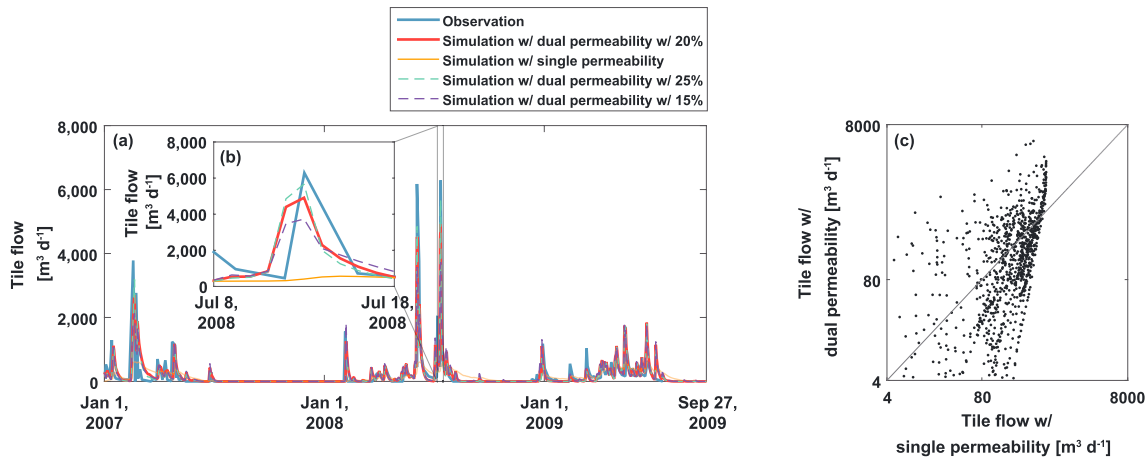 Observation
Simulation w/ dual permeability w/ 20%
Simulation w/ single permeability
Simulation w/ dual permeability w/ 25%
Simulation w/ dual permeability w/ 15%
(a)
Tile flow
[m³ d⁻¹]
8,000
6,000
4,000
2,000
0
Jan 1,
2007
Jan 1,
2008
Jan 1,
2009
Sep 27,
2009
(b)
Tile flow
[m³ d⁻¹]
8,000
6,000
4,000
2,000
0
Jul 8,
2008
Jul 18,
2008
(c)
Tile flow w/
dual permeability [m³ d⁻¹]
8000
80
4
4
80
8000
Tile flow w/
single permeability [m³ d⁻¹]